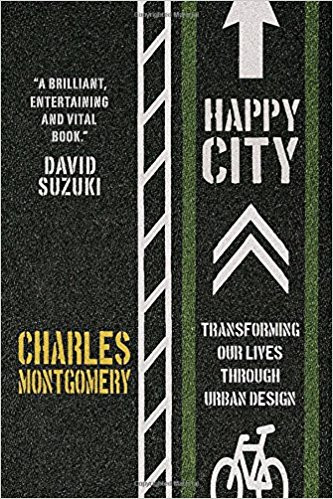 “A BRILLIANT,
ENTERTAINING
AND VITAL
BOOK.”
DAVID
SUZUKI
HAPPY
CITY
TRANSFORMING
OUR LIVES
THROUGH
URBAN DESIGN
CHARLES
MONTGOMERY